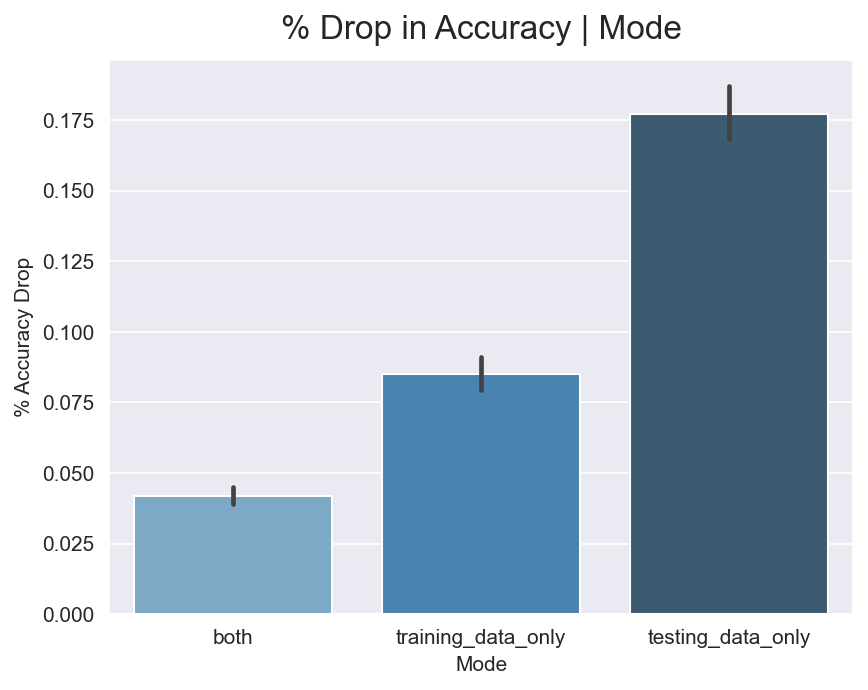 % Drop in Accuracy | Mode
0.175
0.150
0.125
0.100
0.075
0.050
0.025
0.000
% Accuracy Drop
both
training_data_only
testing_data_only
Mode